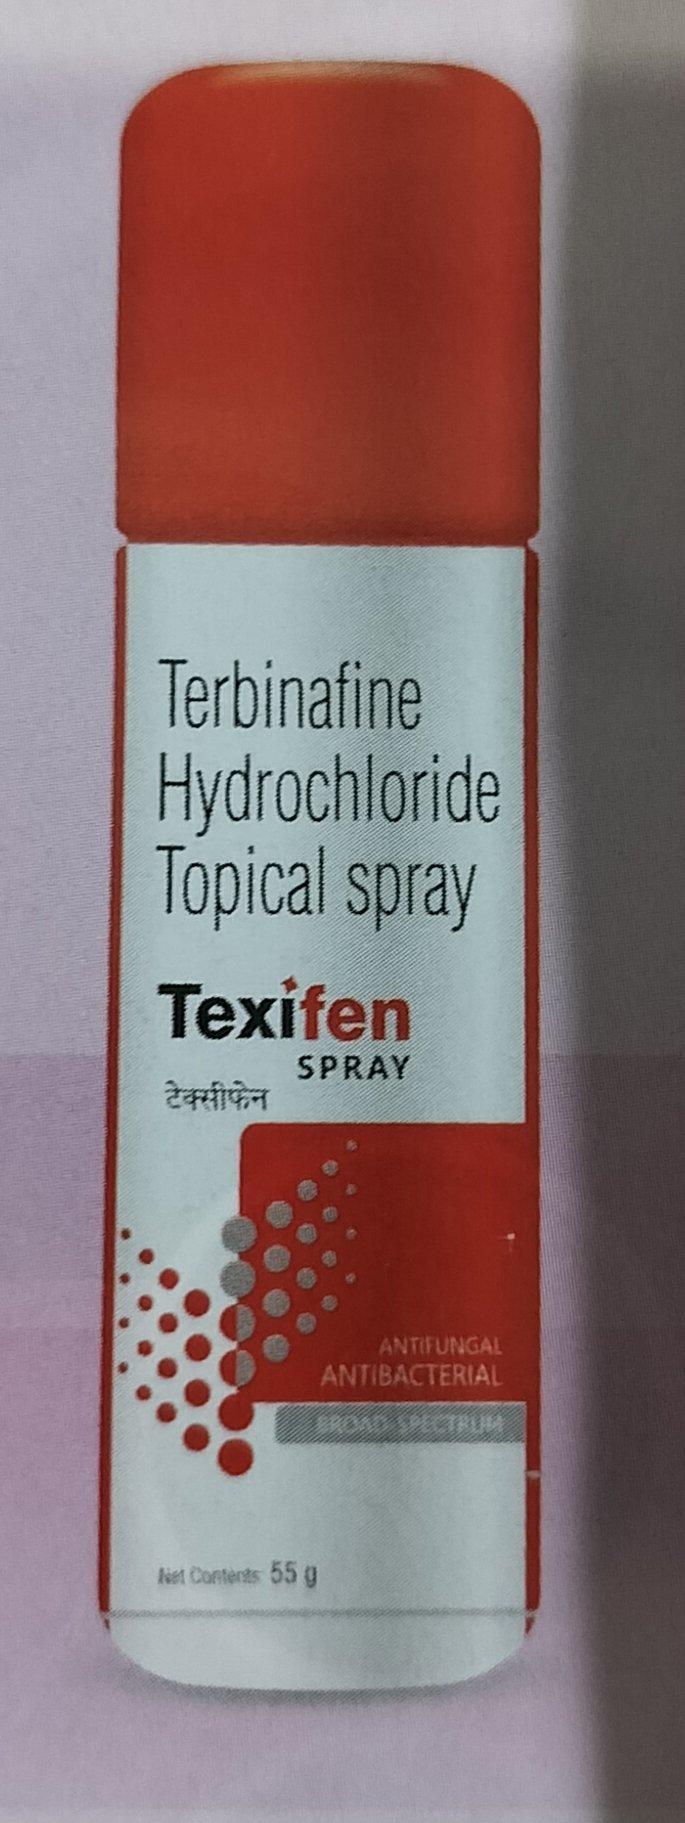 Terbinafine
Hydrochloride
Topical spray
Texifen
SPRAY
टेक्सीफेन
ANTIFUNGAL
ANTIBACTERIAL
BROAD SPECTRUM
Net Contents: 55 g